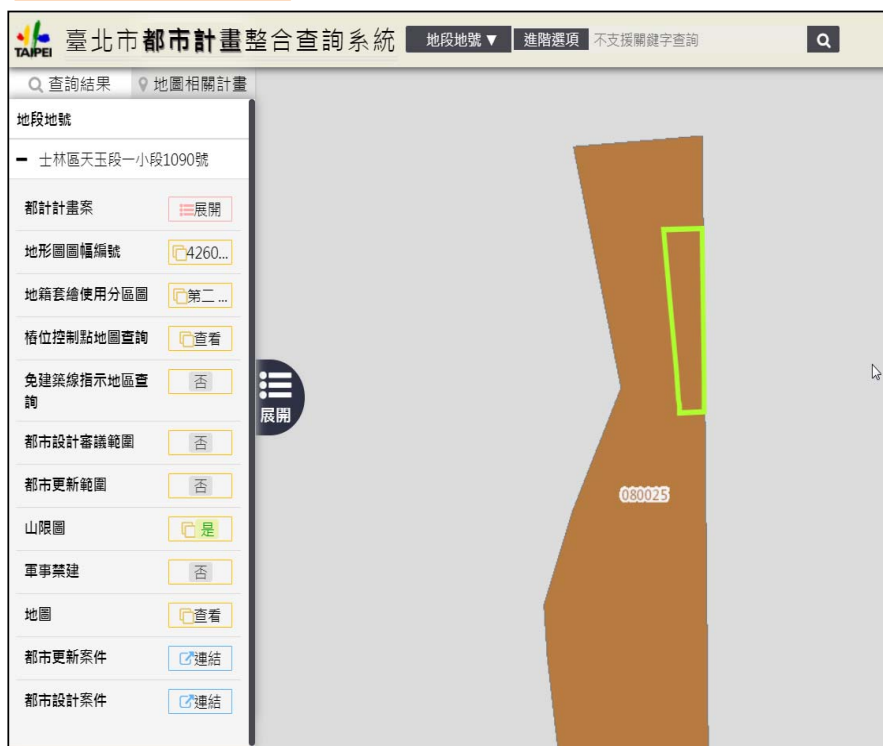 TAIPEI 臺北市都市計畫整合查詢系統 地段地號▼ 進階選項 不支援關鍵字查詢
查詢結果 地圖相關計畫
地段地號
士林區天玉段一小段1090號
都計計畫案 展開
地形圖圖幅編號 4260...
地籍套繪使用分區圖 第二 ...
樁位控制點地圖查詢 查看
免建築線指示地區查詢 否
展開
都市設計審議範圍 否
都市更新範圍 否
080025
山限圖 是
軍事禁建 否
地圖 查看
都市更新案件 連結
都市設計案件 連結